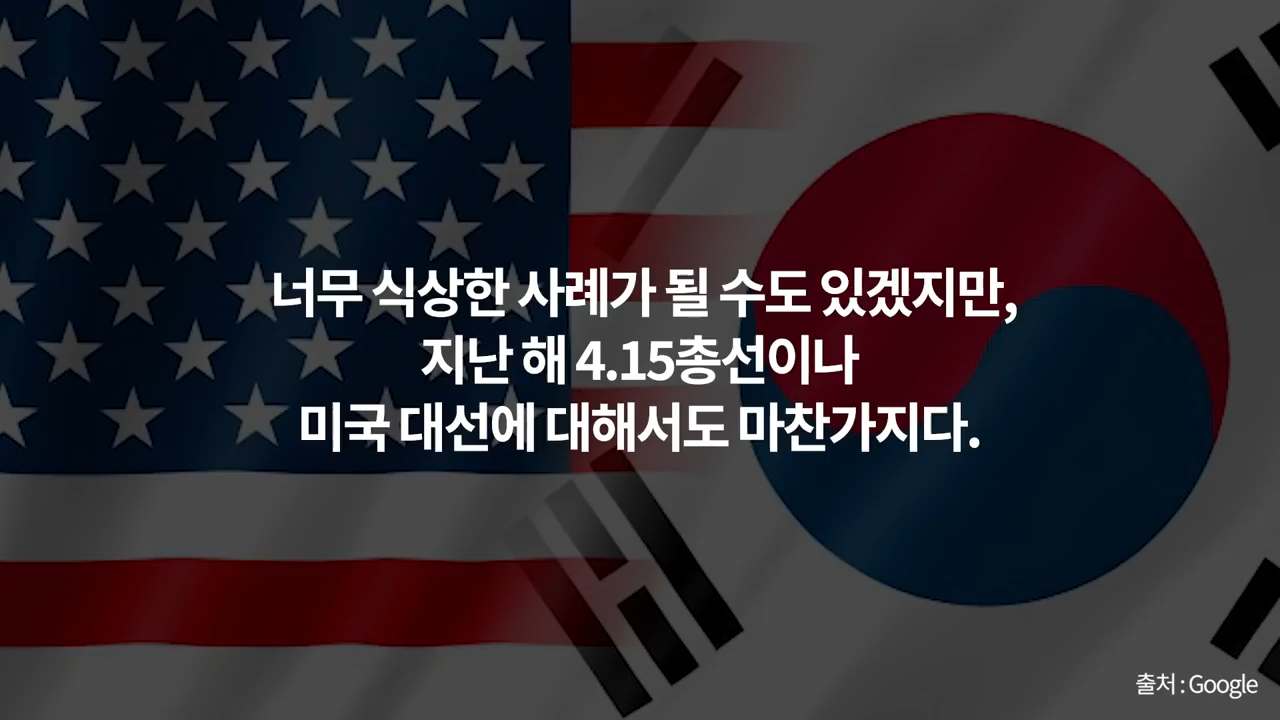 너무 식상한 사례가 될 수도 있겠지만,
지난 해 4.15총선이나
미국 대선에 대해서도 마찬가지다.
출처 : Google